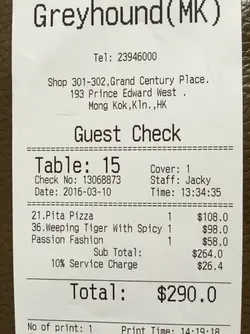 Greyhound(MK)
Tel: 23946000
Shop 301-302,Grand Century Place.
193 Prince Edward West .
Mong Kok,Kln.,HK
Guest Check
Table: 15 Cover: 1
Check No: 13068873 Staff: Jacky
Date: 2016-03-10 Time: 13:34:35
21.Pita Pizza 1 $108.0
36.Weeping Tiger With Spicy 1 $98.0
Passion Fashion 1 $58.0
Sub Total: $264.0
10% Service Charge $26.4
Total: $290.0
No of print: 1 Print Time: 14:19:18